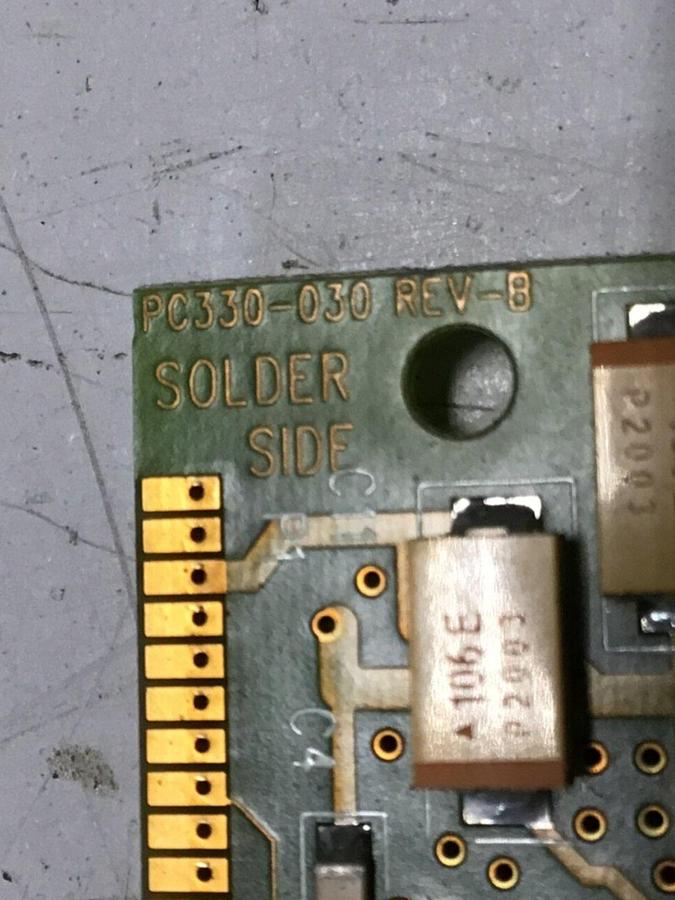 PC330-030 REV-B
SOLDER
SIDE
P2003
▲106E
P2003
C4